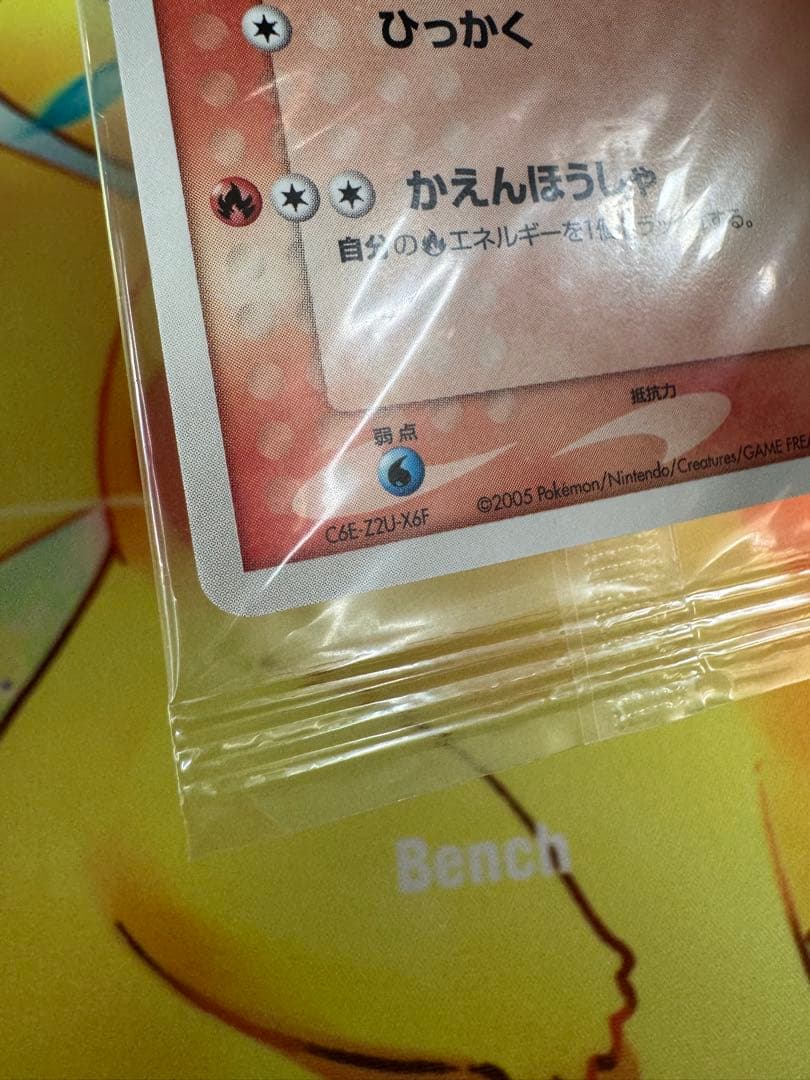 ひっかく
かえんほうしゃ
自分のエネルギーを1個トラッシュする。
弱点
抵抗力
©2005 Pokémon/Nintendo/Creatures/GAME FREA
C6E-Z2U-X6F
Bench